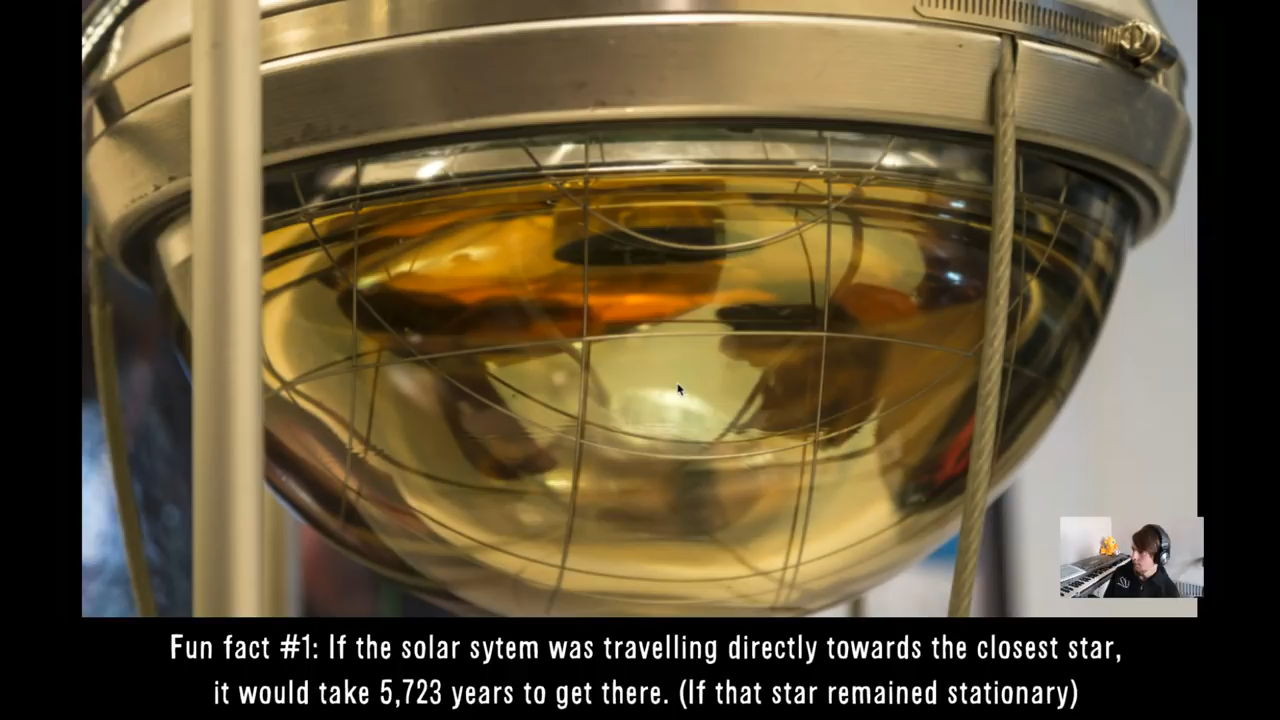 Fun fact #1: If the solar sytem was travelling directly towards the closest star,
it would take 5,723 years to get there. (If that star remained stationary)